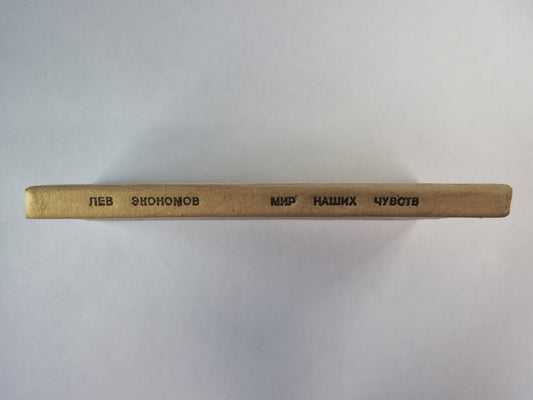 ЛЕВ ЭКОНОМОВ МИР НАШИХ ЧУВСТВ